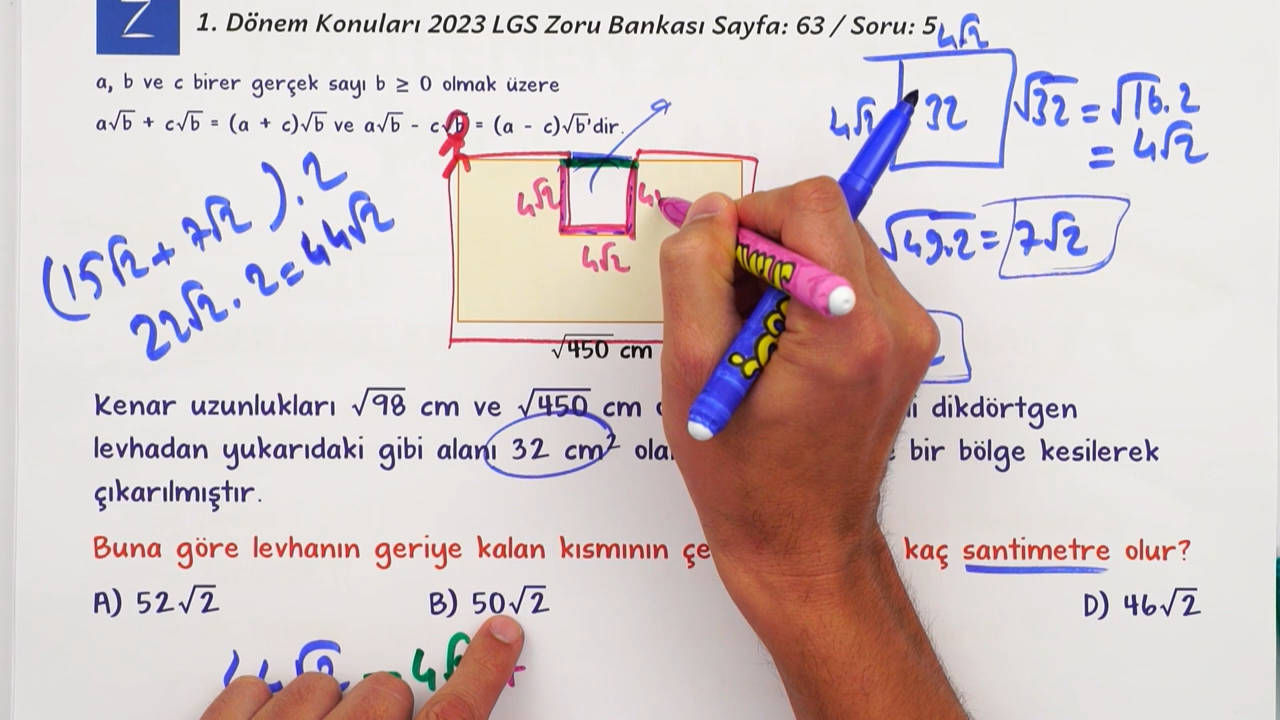 Z
1. Dönem Konuları 2023 LGS Zoru Bankası Sayfa: 63 / Soru: 5
a, b ve c birer gerçek sayı b ≥ 0 olmak üzere
a√b + c√b = (a + c)√b ve a√b - c√b = (a - c)√b'dir.
4√2
4√2 32 √32 = √16.2
= 4√2
(15√2 + 7√2).2
22√2.2=44√2
4√2
4√2
√49.2 = 7√2
√450 cm
Kenar uzunlukları √98 cm ve √450 cm dikdörtgen
levhadan yukarıdaki gibi alanı 32 cm² bir bölge kesilerek
çıkarılmıştır.
Buna göre levhanın geriye kalan kısmının kaç santimetre olur?
A) 52√2 B) 50√2 D) 46√2
44√2 - 4√2 +